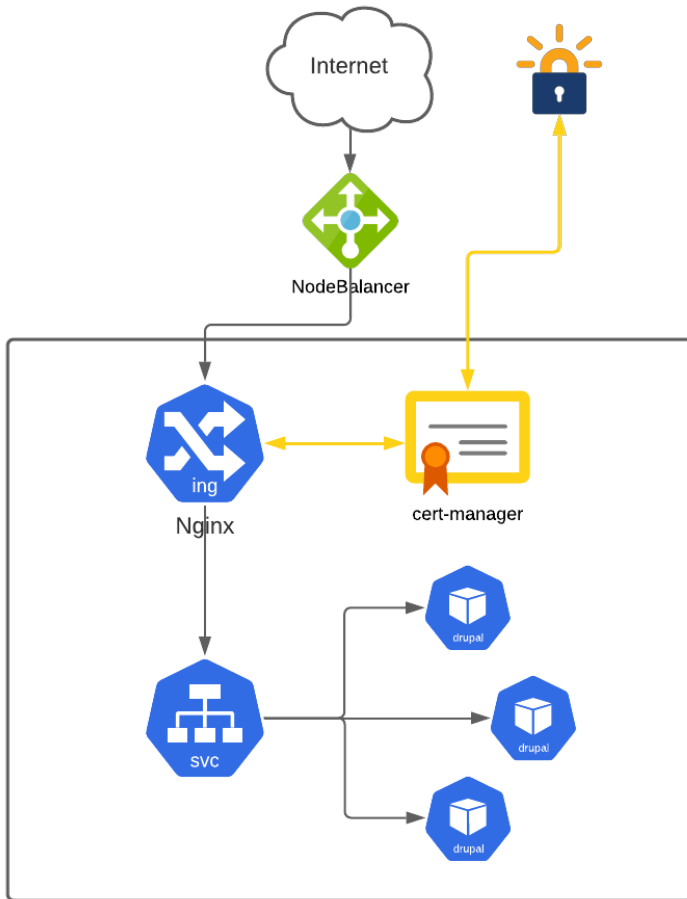 Internet
NodeBalancer
ing
Nginx
cert-manager
drupal
svc
drupal
drupal